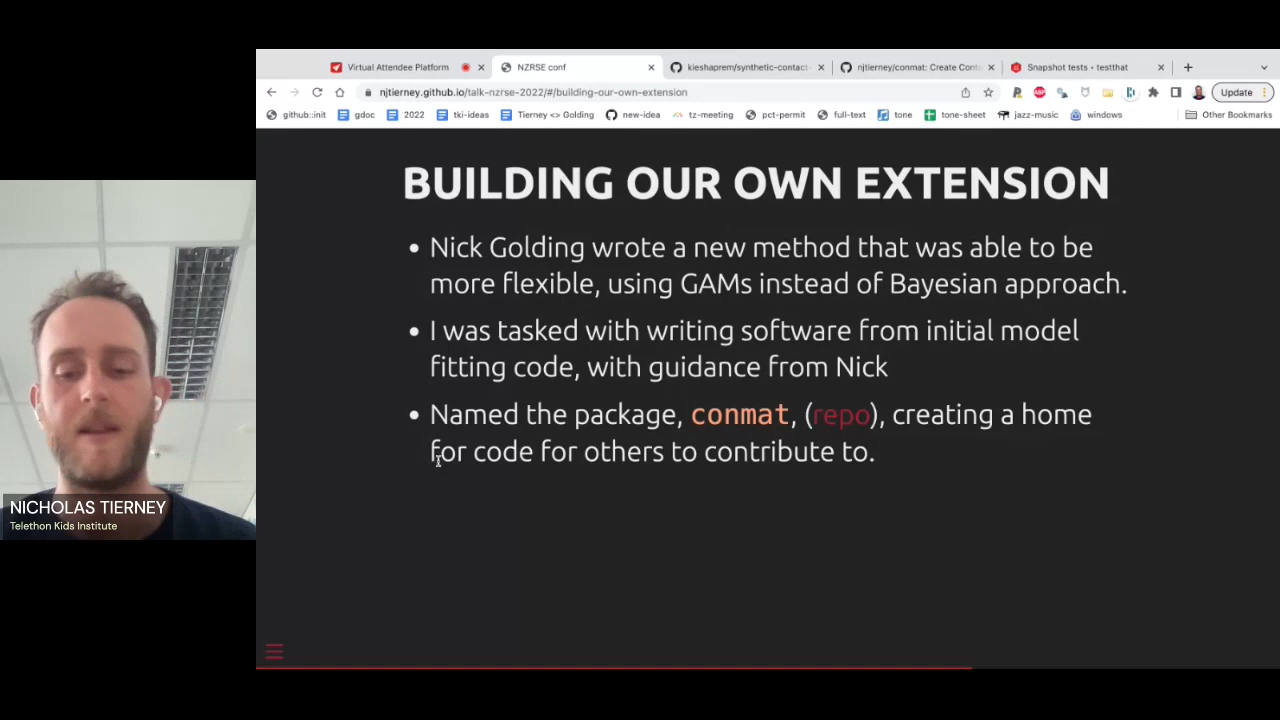 Virtual Attendee Platform
NZRSE conf
kieshaprem/synthetic-contact-
njtierney/conmat: Create Cont
Snapshot tests • testthat
njtierney.github.io/talk-nzrse-2022/#/building-our-own-extension
Update
github::init
gdoc
2022
tki-ideas
Tierney <> Golding
new-idea
tz-meeting
pct-permit
full-text
tone
tone-sheet
jazz-music
windows
Other Bookmarks
BUILDING OUR OWN EXTENSION
• Nick Golding wrote a new method that was able to be
more flexible, using GAMs instead of Bayesian approach.
• I was tasked with writing software from initial model
fitting code, with guidance from Nick
• Named the package, conmat, (repo), creating a home
for code for others to contribute to.
NICHOLAS TIERNEY
Telethon Kids Institute